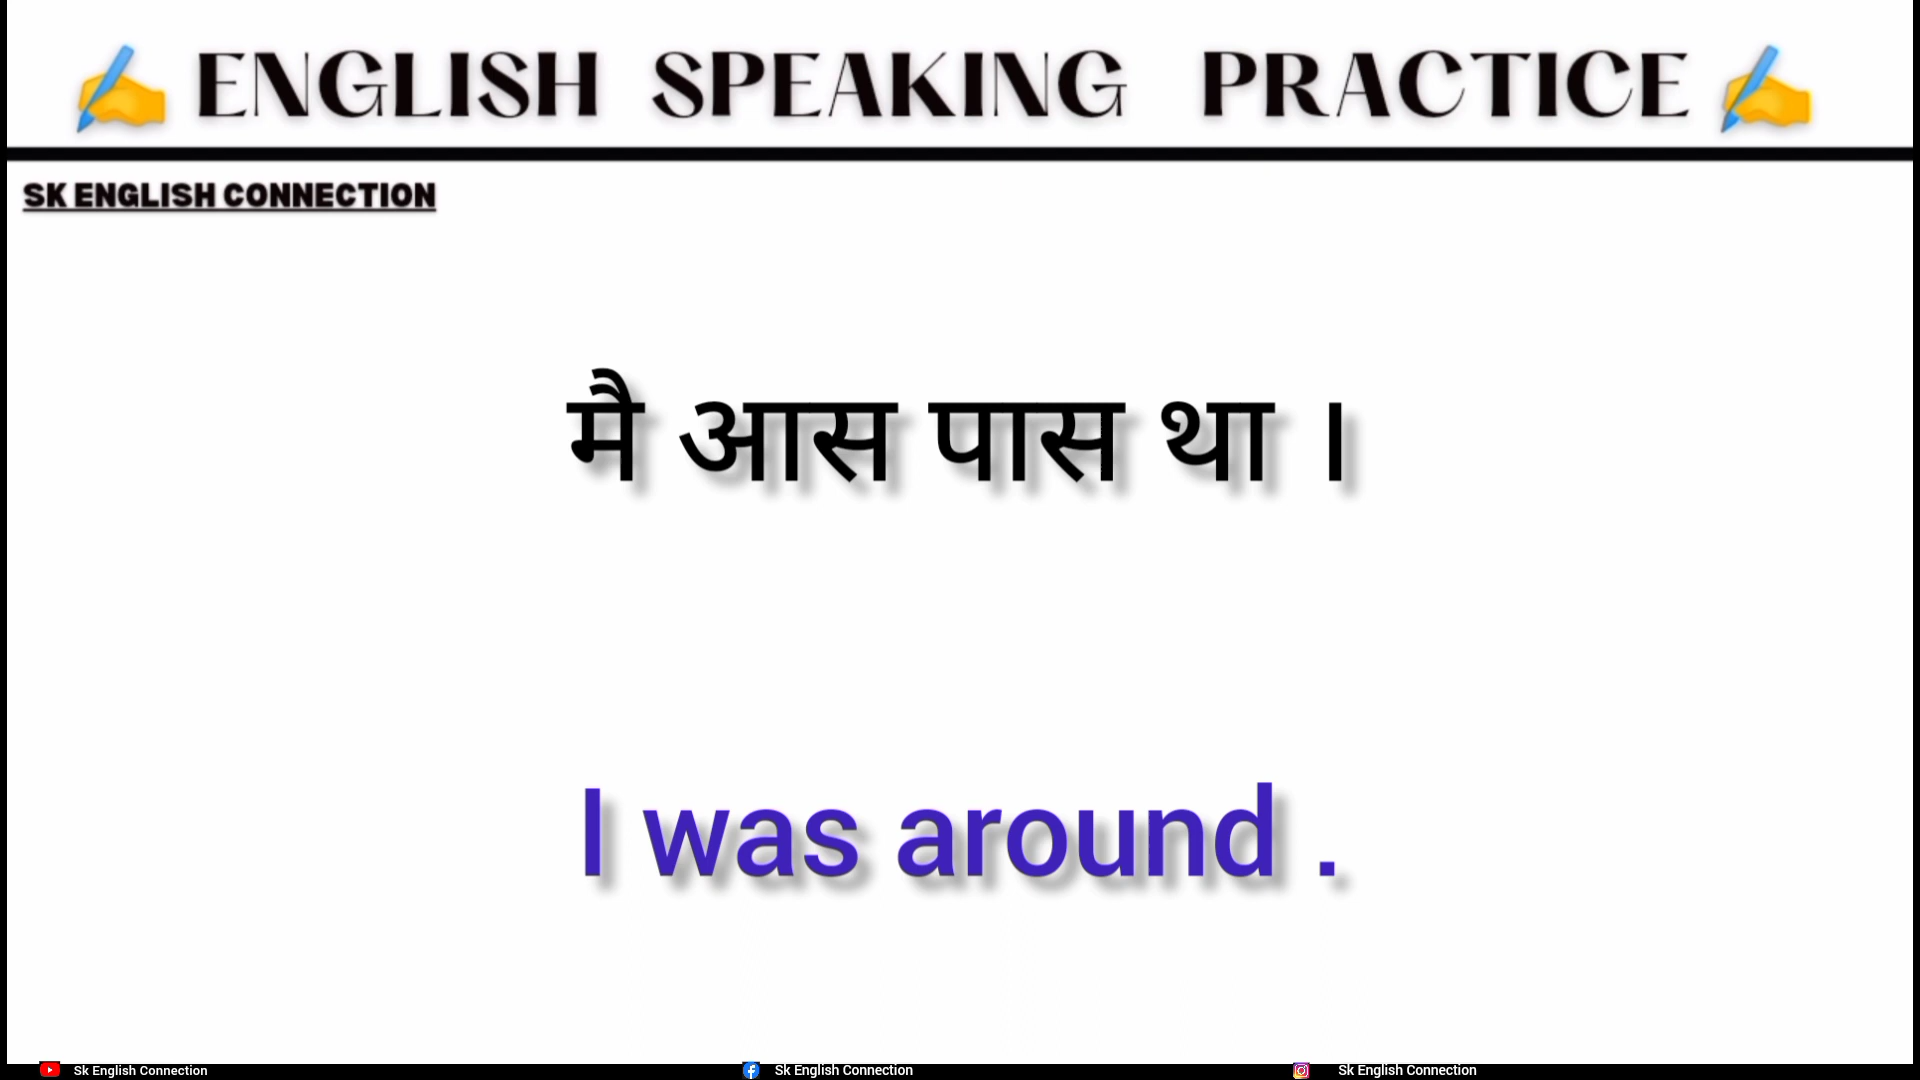 ENGLISH SPEAKING PRACTICE
SK ENGLISH CONNECTION
मै आस पास था ।
I was around .
Sk English Connection
Sk English Connection
Sk English Connection